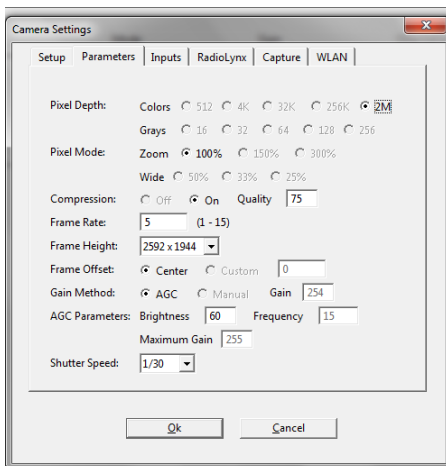 Camera Settings
Setup Parameters Inputs RadioLynx Capture WLAN
Pixel Depth: Colors 512 4K 32K 256K 2M
Grays 16 32 64 128 256
Pixel Mode: Zoom 100% 150% 300%
Wide 50% 33% 25%
Compression: Off On Quality 75
Frame Rate: 5 (1 - 15)
Frame Height: 2592 x 1944
Frame Offset: Center Custom 0
Gain Method: AGC Manual Gain 254
AGC Parameters: Brightness 60 Frequency 15
Maximum Gain 255
Shutter Speed: 1/30
Ok Cancel